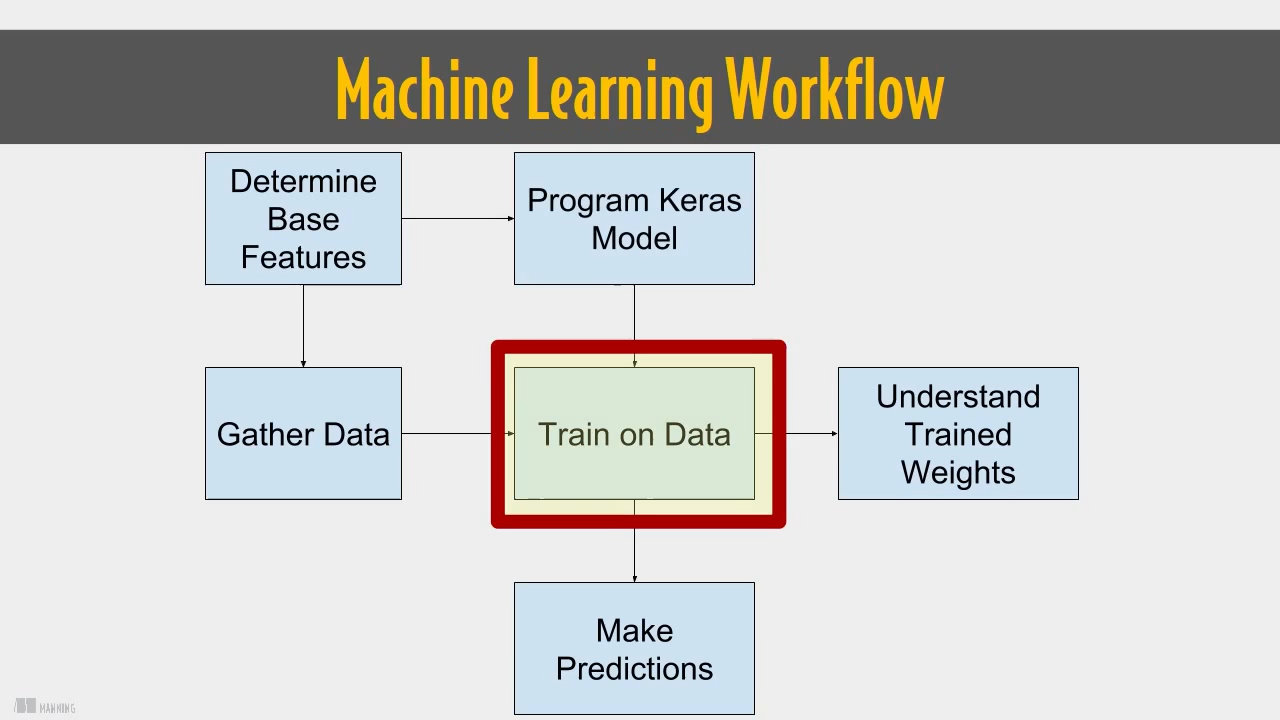 Machine Learning Workflow
Determine
Base
Features
Program Keras
Model
Gather Data
Train on Data
Understand
Trained
Weights
Make
Predictions
MANNING